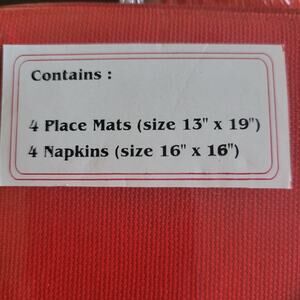 Contains :
4 Place Mats (size 13" x 19")
4 Napkins (size 16" x 16")